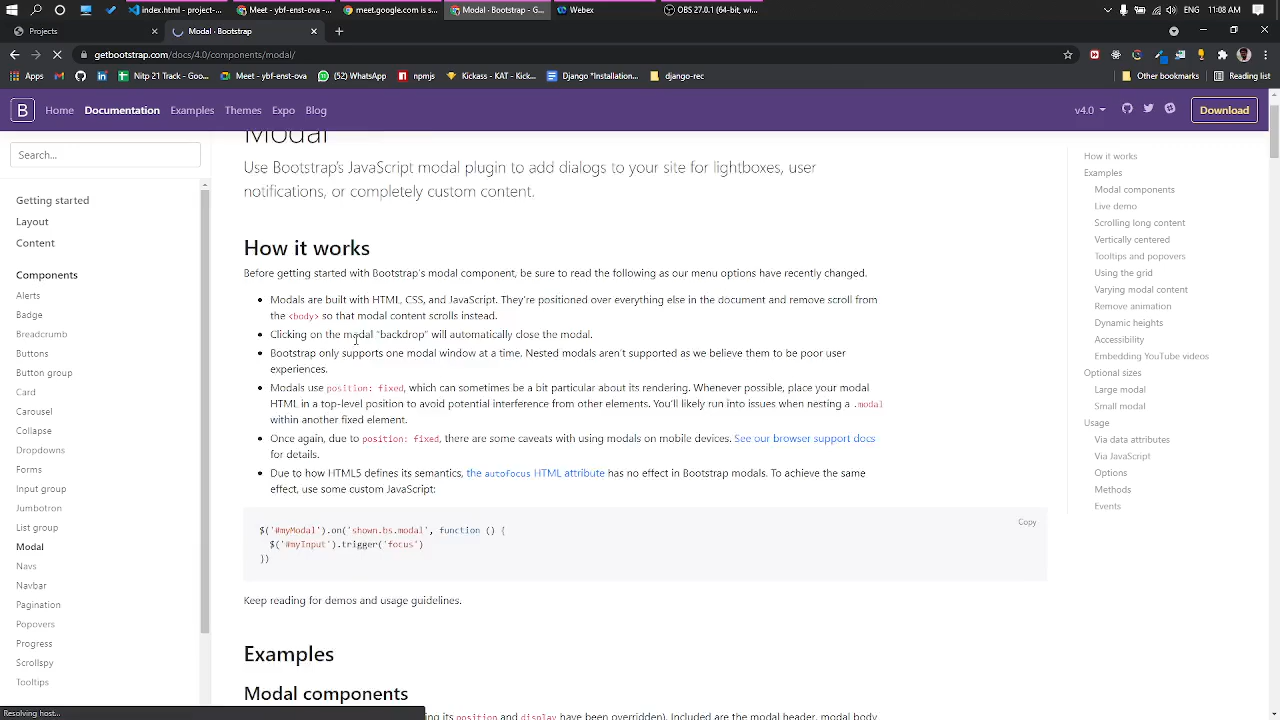 index.html - project-...
Meet - yfnf-est-ova ...
meet.google.com is s...
Modal · Bootstrap - G...
Webex
OBS 27.0.1 (64-bit, wi...
ENG
11:08 AM
Projects
Modal · Bootstrap
getbootstrap.com/docs/4.0/components/modal/
Apps
Nitp 21 Track - Goo...
Meet - ybf-enst-ova
(52) WhatsApp
npmjs
Kickass - KAT - Kick...
Django *Installation...
django-rec
Other bookmarks
Reading list
B
Home
Documentation
Examples
Themes
Expo
Blog
v4.0
Download
Search...
Getting started
Layout
Content
Components
Alerts
Badge
Breadcrumb
Buttons
Button group
Card
Carousel
Collapse
Dropdowns
Forms
Input group
Jumbotron
List group
Modal
Navs
Navbar
Pagination
Popovers
Progress
Scrollspy
Tooltips
Resolving host...
Modal
Use Bootstrap's JavaScript modal plugin to add dialogs to your site for lightboxes, user
notifications, or completely custom content.
How it works
Before getting started with Bootstrap's modal component, be sure to read the following as our menu options have recently changed.
Modals are built with HTML, CSS, and JavaScript. They're positioned over everything else in the document and remove scroll from
the <body> so that modal content scrolls instead.
Clicking on the modal "backdrop" will automatically close the modal.
Bootstrap only supports one modal window at a time. Nested modals aren't supported as we believe them to be poor user
experiences.
Modals use position: fixed, which can sometimes be a bit particular about its rendering. Whenever possible, place your modal
HTML in a top-level position to avoid potential interference from other elements. You'll likely run into issues when nesting a .modal
within another fixed element.
Once again, due to position: fixed, there are some caveats with using modals on mobile devices. See our browser support docs
for details.
Due to how HTML5 defines its semantics, the autofocus HTML attribute has no effect in Bootstrap modals. To achieve the same
effect, use some custom JavaScript:
Copy
$('#myModal').on('shown.bs.modal', function () {
$('#myInput').trigger('focus')
})
Keep reading for demos and usage guidelines.
Examples
Modal components
ing its position and display have been overridden). Included are the modal header, modal body
How it works
Examples
Modal components
Live demo
Scrolling long content
Vertically centered
Tooltips and popovers
Using the grid
Varying modal content
Remove animation
Dynamic heights
Accessibility
Embedding YouTube videos
Optional sizes
Large modal
Small modal
Usage
Via data attributes
Via JavaScript
Options
Methods
Events